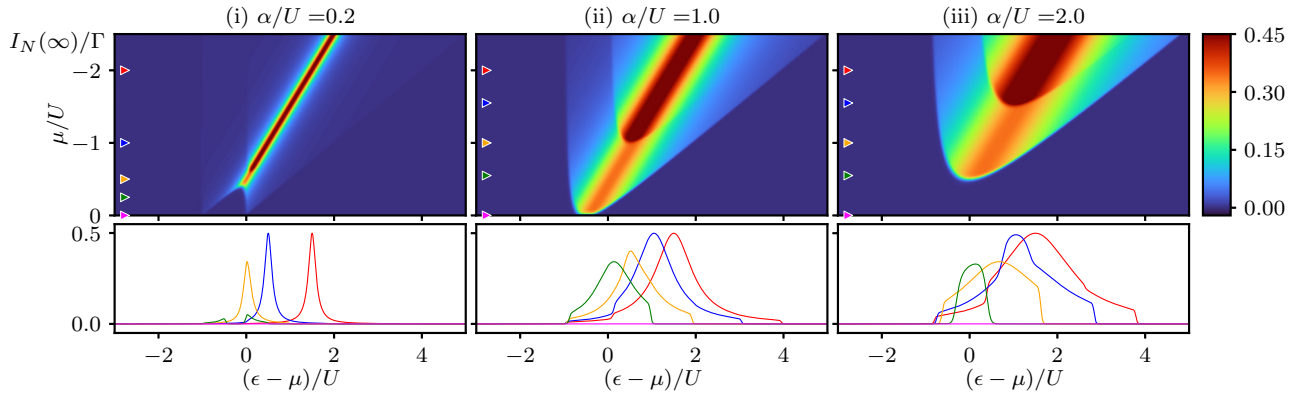 (i) α/U =0.2
(ii) α/U =1.0
(iii) α/U =2.0
I_N(∞)/Γ
−2
−1
0
μ/U
0.45
0.30
0.15
0.00
0.5
0.0
−2 0 2 4
−2 0 2 4
−2 0 2 4
(ϵ − μ)/U
(ϵ − μ)/U
(ϵ − μ)/U